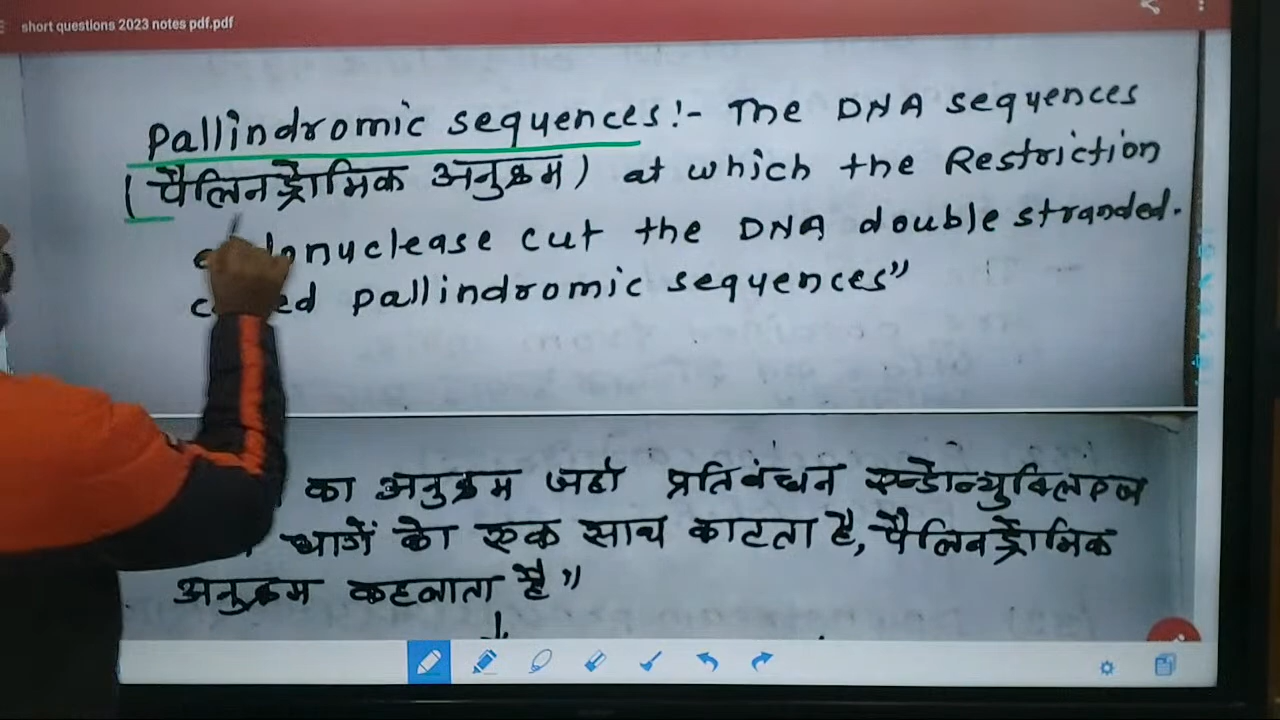 short questions 2023 notes pdf.pdf
Pallindromic sequences:- The DNA sequences
(पैलिनड्रोमिक अनुक्रम) at which the Restriction
cut the DNA double stranded.
pallindromic sequences"
का अनुक्रम जहाँ प्रतिबंधन एन्डोन्युक्लिएज
धागें को एक साथ काटता है, पैलिनड्रोमिक
अनुक्रम कहलाता है"